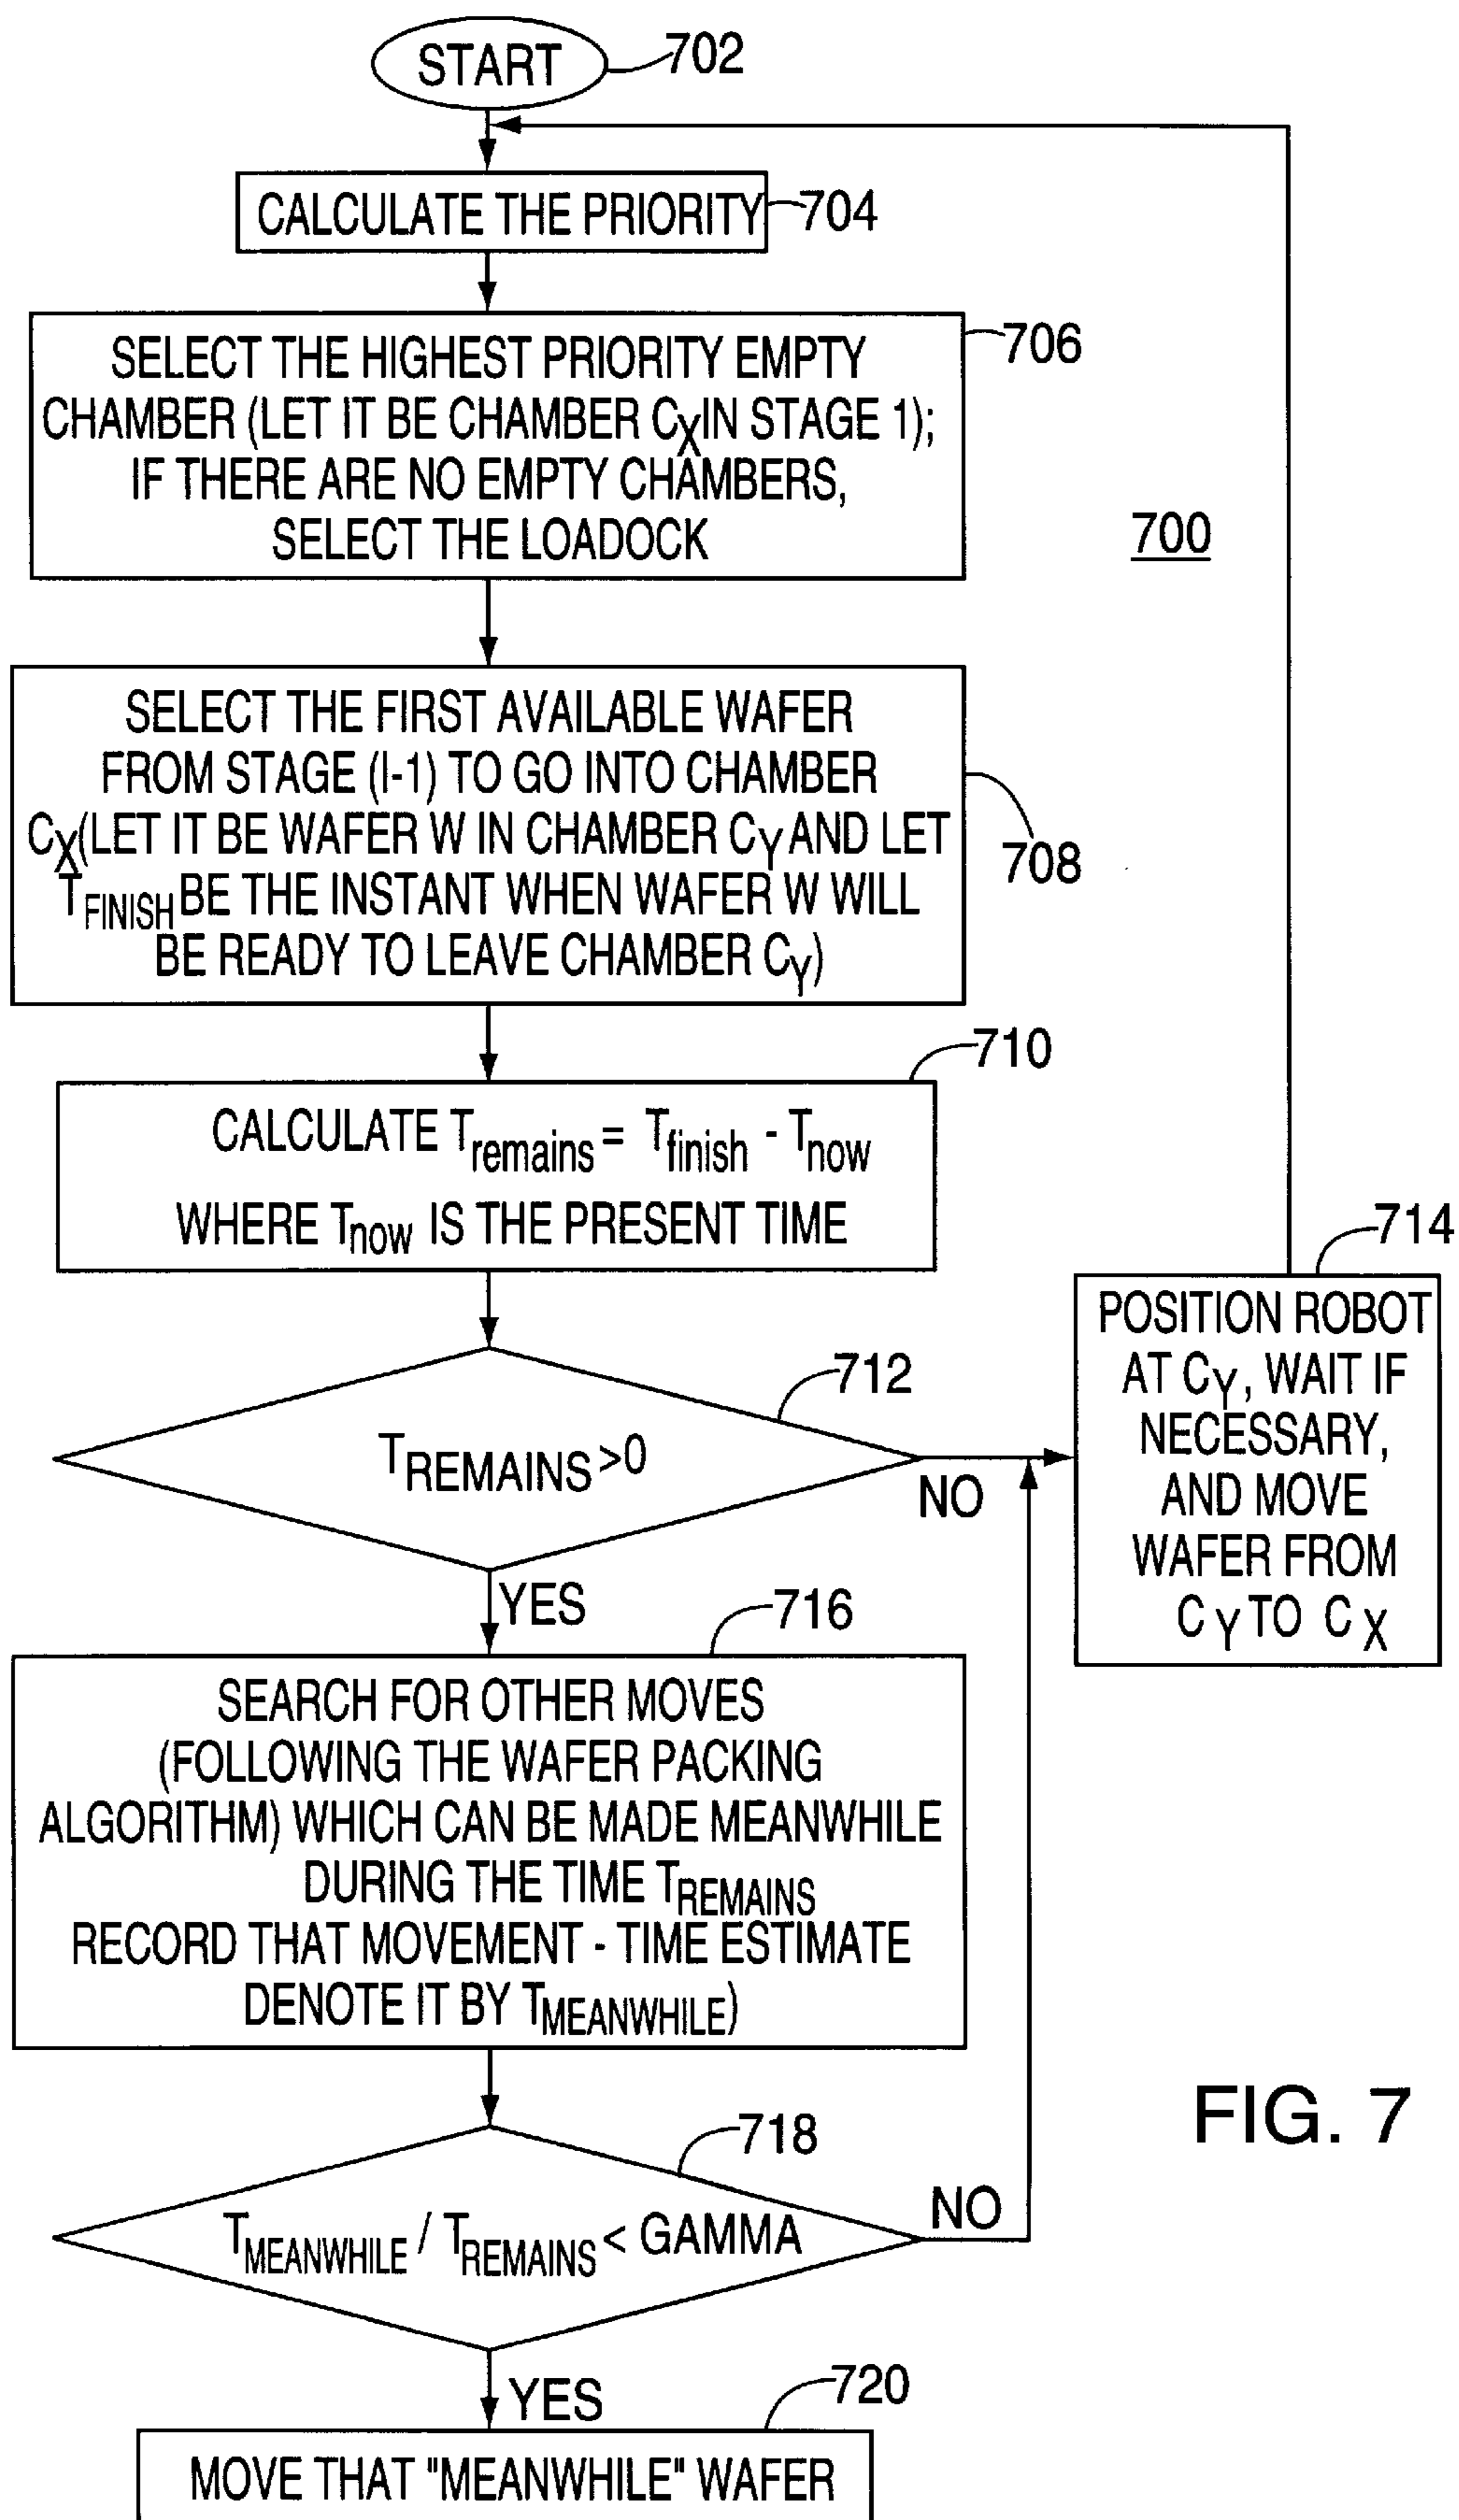 START
702
CALCULATE THE PRIORITY
704
SELECT THE HIGHEST PRIORITY EMPTY
CHAMBER (LET IT BE CHAMBER CX IN STAGE 1);
IF THERE ARE NO EMPTY CHAMBERS,
SELECT THE LOADOCK
706
700
SELECT THE FIRST AVAILABLE WAFER
FROM STAGE (I-1) TO GO INTO CHAMBER
CX (LET IT BE WAFER W IN CHAMBER CY AND LET
TFINISH BE THE INSTANT WHEN WAFER W WILL
BE READY TO LEAVE CHAMBER CY)
708
710
CALCULATE Tremains = Tfinish - Tnow
WHERE Tnow IS THE PRESENT TIME
714
POSITION ROBOT
AT CY, WAIT IF
NECESSARY,
AND MOVE
WAFER FROM
CY TO CX
712
TREMAINS >0
NO
YES
716
SEARCH FOR OTHER MOVES
(FOLLOWING THE WAFER PACKING
ALGORITHM) WHICH CAN BE MADE MEANWHILE
DURING THE TIME TREMAINS
RECORD THAT MOVEMENT - TIME ESTIMATE
DENOTE IT BY TMEANWHILE)
718
TMEANWHILE / TREMAINS < GAMMA
NO
YES
720
MOVE THAT "MEANWHILE" WAFER
FIG. 7